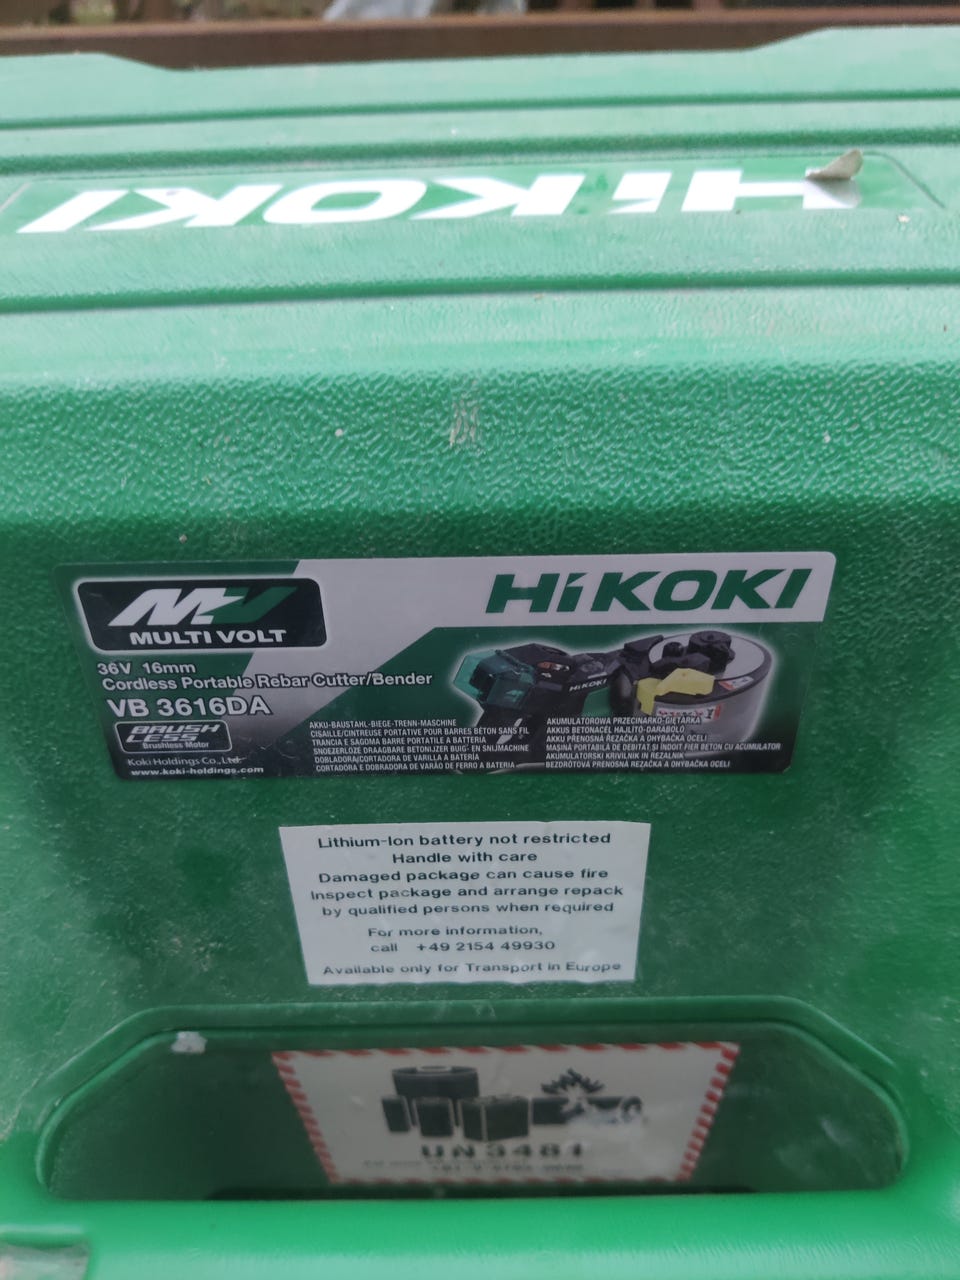 HiKOKI
MV
MULTI VOLT
HiKOKI
36V 16mm
Cordless Portable Rebar Cutter/Bender
VB 3616DA
BRUSH
LESS
Brushless Motor
Koki Holdings Co., Ltd.
www.koki-holdings.com
HiKOKI
AKKU-BAUSTAHL-BIEGE-TRENN-MASCHINE
CISAILLE/CINTREUSE PORTATIVE POUR BARRES BÉTON SANS FIL
TRANCIA E SAGOMA BARRE PORTATILE A BATTERIA
SNOERZLOZE DRAAGBARE BETONIJZER BUIG- EN SNIJMACHINE
DOBLADORA/CORTADORA DE VARILLA A BATERÍA
CORTADORA E DOBRADORA DE VARÃO DE FERRO A BATERIA
AKUMULATOROWA PRZECINARKO-GIĘTARKA
AKKUS BETONACÉL HAJLÍTÓ-DARABOLÓ
AKKU PŘENOSNÁ ŘEZAČKA A OHÝBAČKA OCELI
MAŞINĂ PORTABILĂ DE DEBITAT ŞI ÎNDOIT FIER BETON CU ACUMULATOR
AKUMULATORSKI KRIVILNIK IN REZALNIK
BEZDRÔTOVÁ PRENOSNÁ REZAČKA A OHÝBAČKA OCELI
Lithium-Ion battery not restricted
Handle with care
Damaged package can cause fire
Inspect package and arrange repack
by qualified persons when required
For more information,
call +49 2154 49930
Available only for Transport in Europe
UN3481